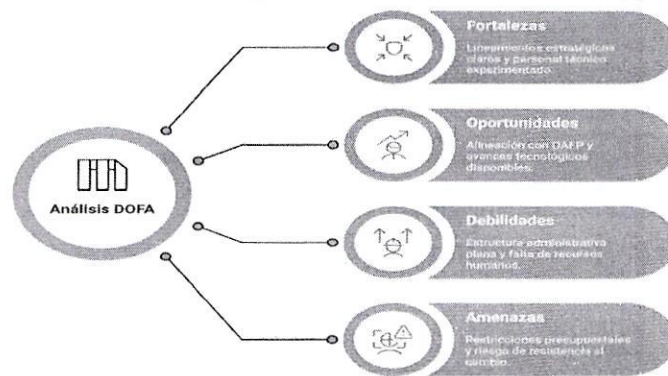 Análisis DOFA
Fortalezas
Lineamientos estratégicos
claros y personal técnico
experimentado.
Oportunidades
Alineación con DAFP y
avances tecnológicos
disponibles.
Debilidades
Estructura administrativa
plana y falta de recursos
humanos.
Amenazas
Restricciones presupuestales
y riesgo de resistencia al
cambio.